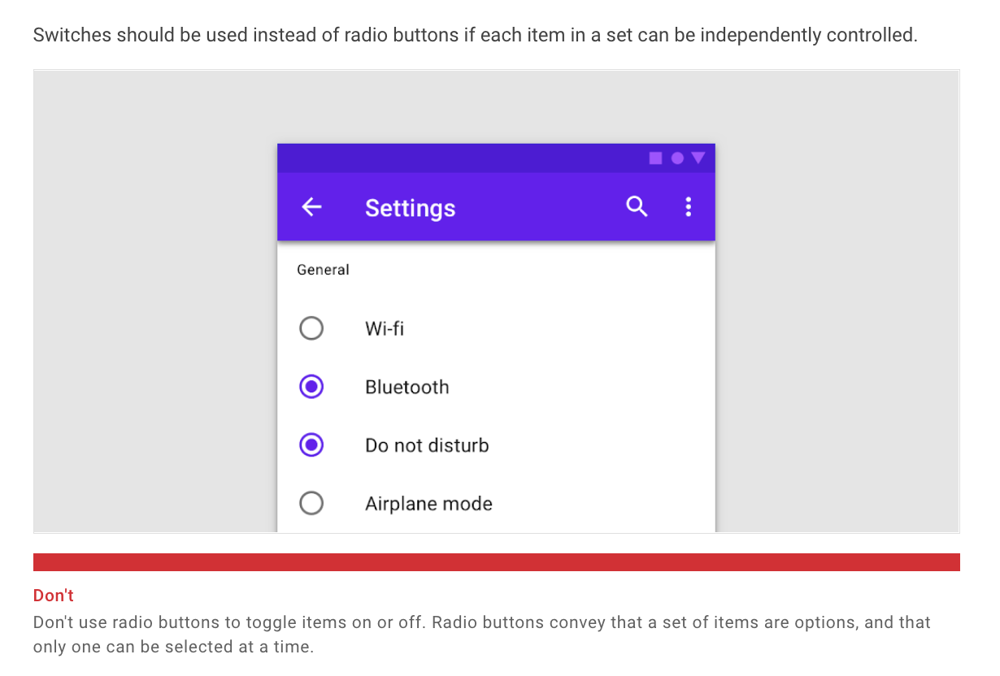 Switches should be used instead of radio buttons if each item in a set can be independently controlled.
Settings
General
Wi-fi
Bluetooth
Do not disturb
Airplane mode
Don't
Don't use radio buttons to toggle items on or off. Radio buttons convey that a set of items are options, and that
only one can be selected at a time.